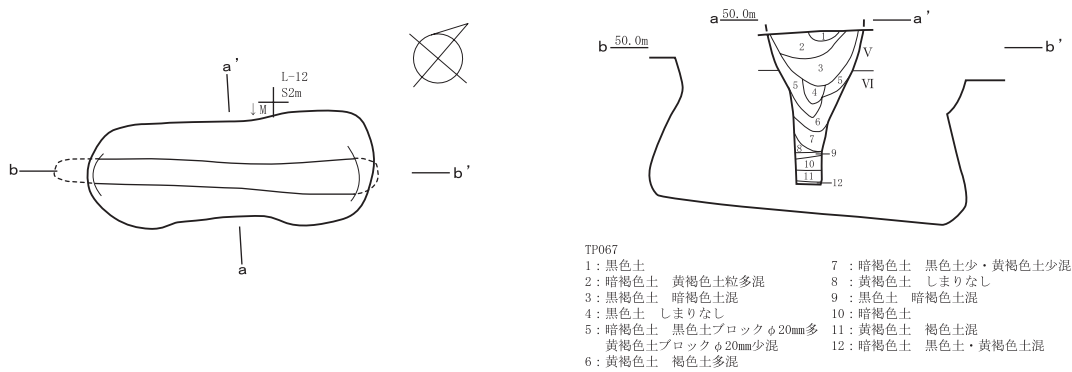 a'
L-12
S2m
↓M
b
b'
a
a 50.0m a'
b 50.0m b'
1
2
V
3
VI
5 5
4
6
7
8 9
10
11 12
TP067
1：黒色土
2：暗褐色土　黄褐色土粒多混
3：黒褐色土　暗褐色土混
4：黒色土　しまりなし
5：暗褐色土　黒色土ブロックφ20mm多
黄褐色土ブロックφ20mm少混
6：黄褐色土　褐色土多混
7 ：暗褐色土　黒色土少・黄褐色土少混
8 ：黄褐色土　しまりなし
9 ：黒色土　暗褐色土混
10：暗褐色土
11：黄褐色土　褐色土混
12：暗褐色土　黒色土・黄褐色土混